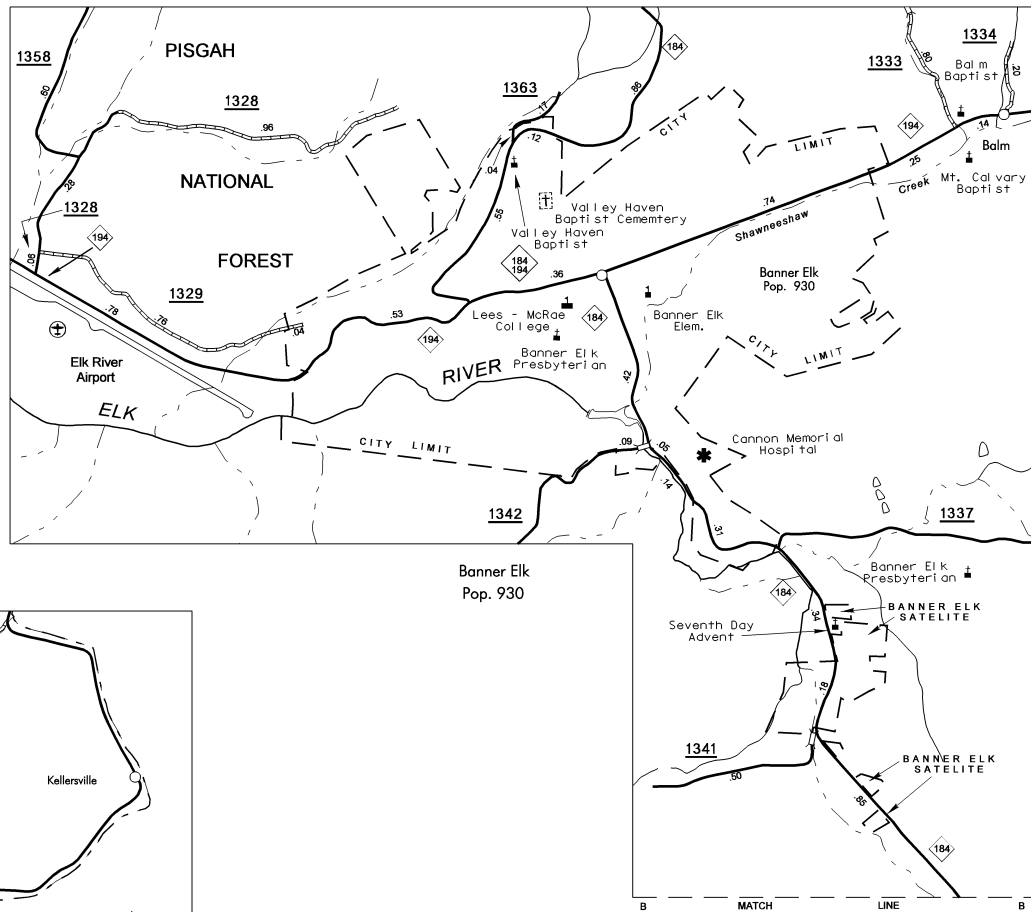 PISGAH
1358
.60
1328
.96
1363
.17
.12
.04
184
.86
CITY
LIMIT
1333
.80
1334
.20
Balm
Baptist
194
.14
Balm
.25
Creek
Mt. Calvary
Baptist
NATIONAL
.28
1328
194
.06
.55
Valley Haven
Baptist Cememtery
Valley Haven
Baptist
.74
Shawneeshaw
FOREST
184
194
.36
1329
.78
.76
.04
Elk River
Airport
.53
194
Lees - McRae
College
1
184
Banner Elk
Presbyterian
1
Banner Elk
Elem.
Banner Elk
Pop. 930
CITY
LIMIT
ELK
RIVER
.42
CITY LIMIT
.09
.05
.14
Cannon Memorial
Hospital
1342
.31
1337
Banner Elk
Pop. 930
Banner Elk
Presbyterian
184
.34
BANNER ELK
SATELITE
Seventh Day
Advent
.18
1341
.50
BANNER ELK
SATELITE
.85
184
Kellersville
B
MATCH
LINE
B